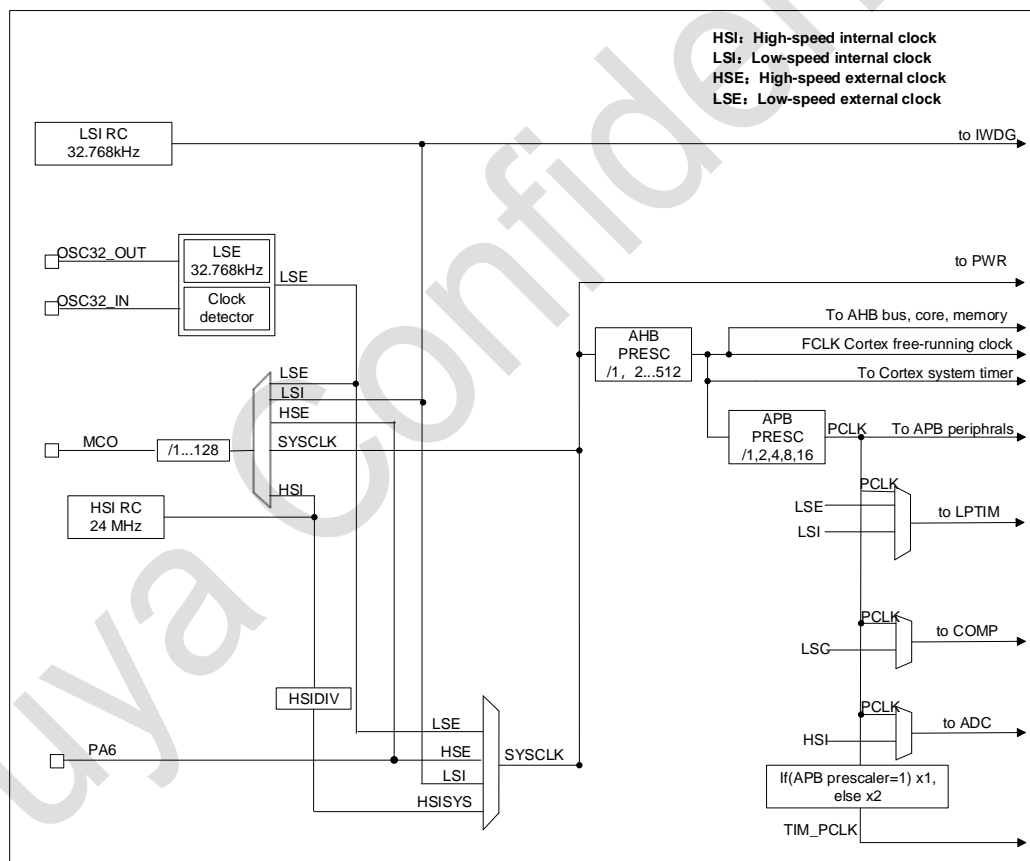 HSI：High-speed internal clock
LSI：Low-speed internal clock
HSE：High-speed external clock
LSE：Low-speed external clock
LSI RC
32.768kHz
to IWDG
OSC32_OUT
LSE
32.768kHz
LSE
OSC32_IN
Clock
detector
to PWR
To AHB bus, core, memory
AHB
PRESC
/1，2...512
FCLK Cortex free-running clock
To Cortex system timer
LSE
LSI
HSE
SYSCLK
HSI
MCO
/1...128
APB
PRESC
/1,2,4,8,16
PCLK
To APB periphrals
HSI RC
24 MHz
PCLK
LSE
LSI
to LPTIM
PCLK
LSC
to COMP
HSIDIV
PCLK
HSI
to ADC
PA6
LSE
HSE
LSI
HSISYS
SYSCLK
If(APB prescaler=1) x1,
else x2
TIM_PCLK
uya Confiden